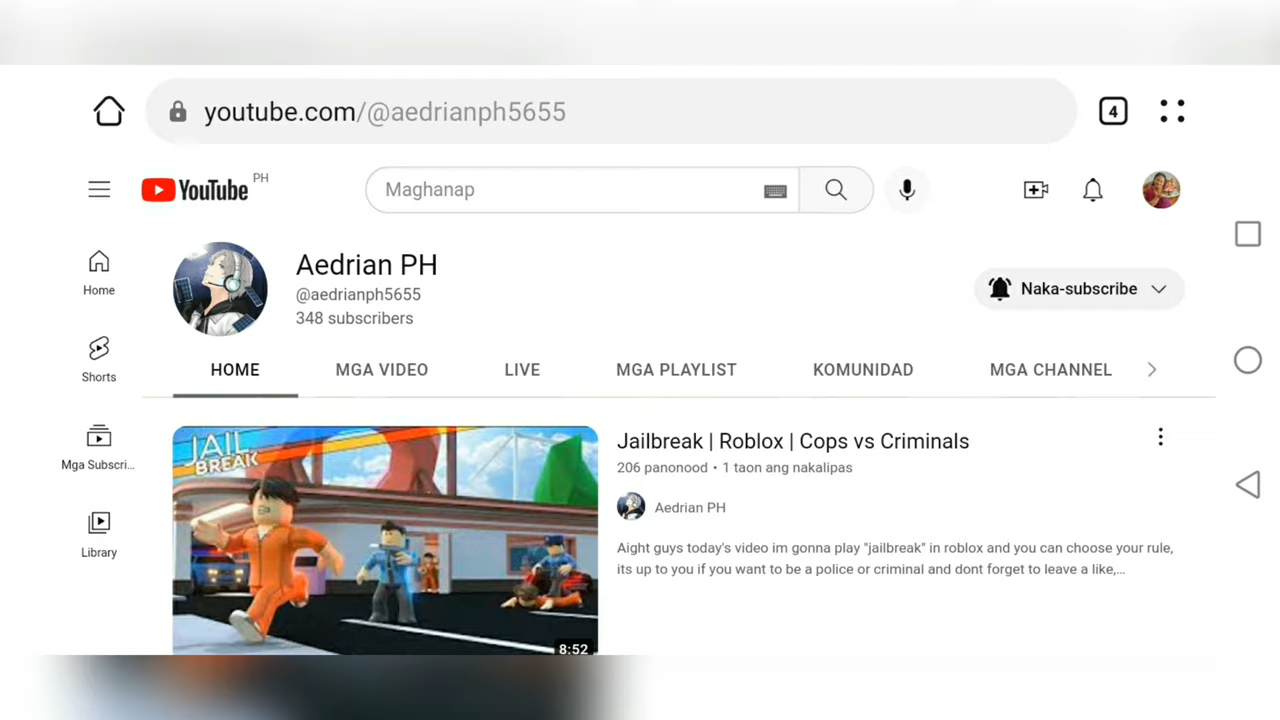 youtube.com/@aedrianph5655
4
YouTube PH
Maghanap
Aedrian PH
@aedrianph5655
348 subscribers
Naka-subscribe
Home
Shorts
Mga Subscri...
Library
HOME
MGA VIDEO
LIVE
MGA PLAYLIST
KOMUNIDAD
MGA CHANNEL
JAIL
BREAK
8:52
Jailbreak | Roblox | Cops vs Criminals
206 panonood • 1 taon ang nakalipas
Aedrian PH
Aight guys today's video im gonna play "jailbreak" in roblox and you can choose your rule,
its up to you if you want to be a police or criminal and dont forget to leave a like,...